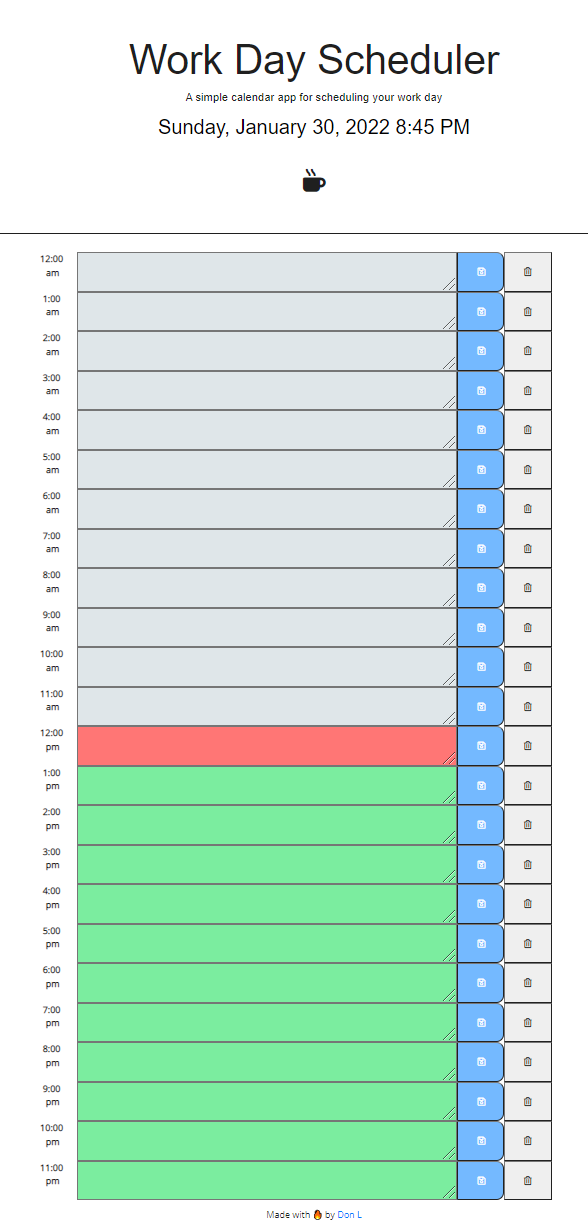 Work Day Scheduler
A simple calendar app for scheduling your work day
Sunday, January 30, 2022 8:45 PM
12:00
am
1:00
am
2:00
am
3:00
am
4:00
am
5:00
am
6:00
am
7:00
am
8:00
am
9:00
am
10:00
am
11:00
am
12:00
pm
1:00
pm
2:00
pm
3:00
pm
4:00
pm
5:00
pm
6:00
pm
7:00
pm
8:00
pm
9:00
pm
10:00
pm
11:00
pm
Made with 🔥 by Don L